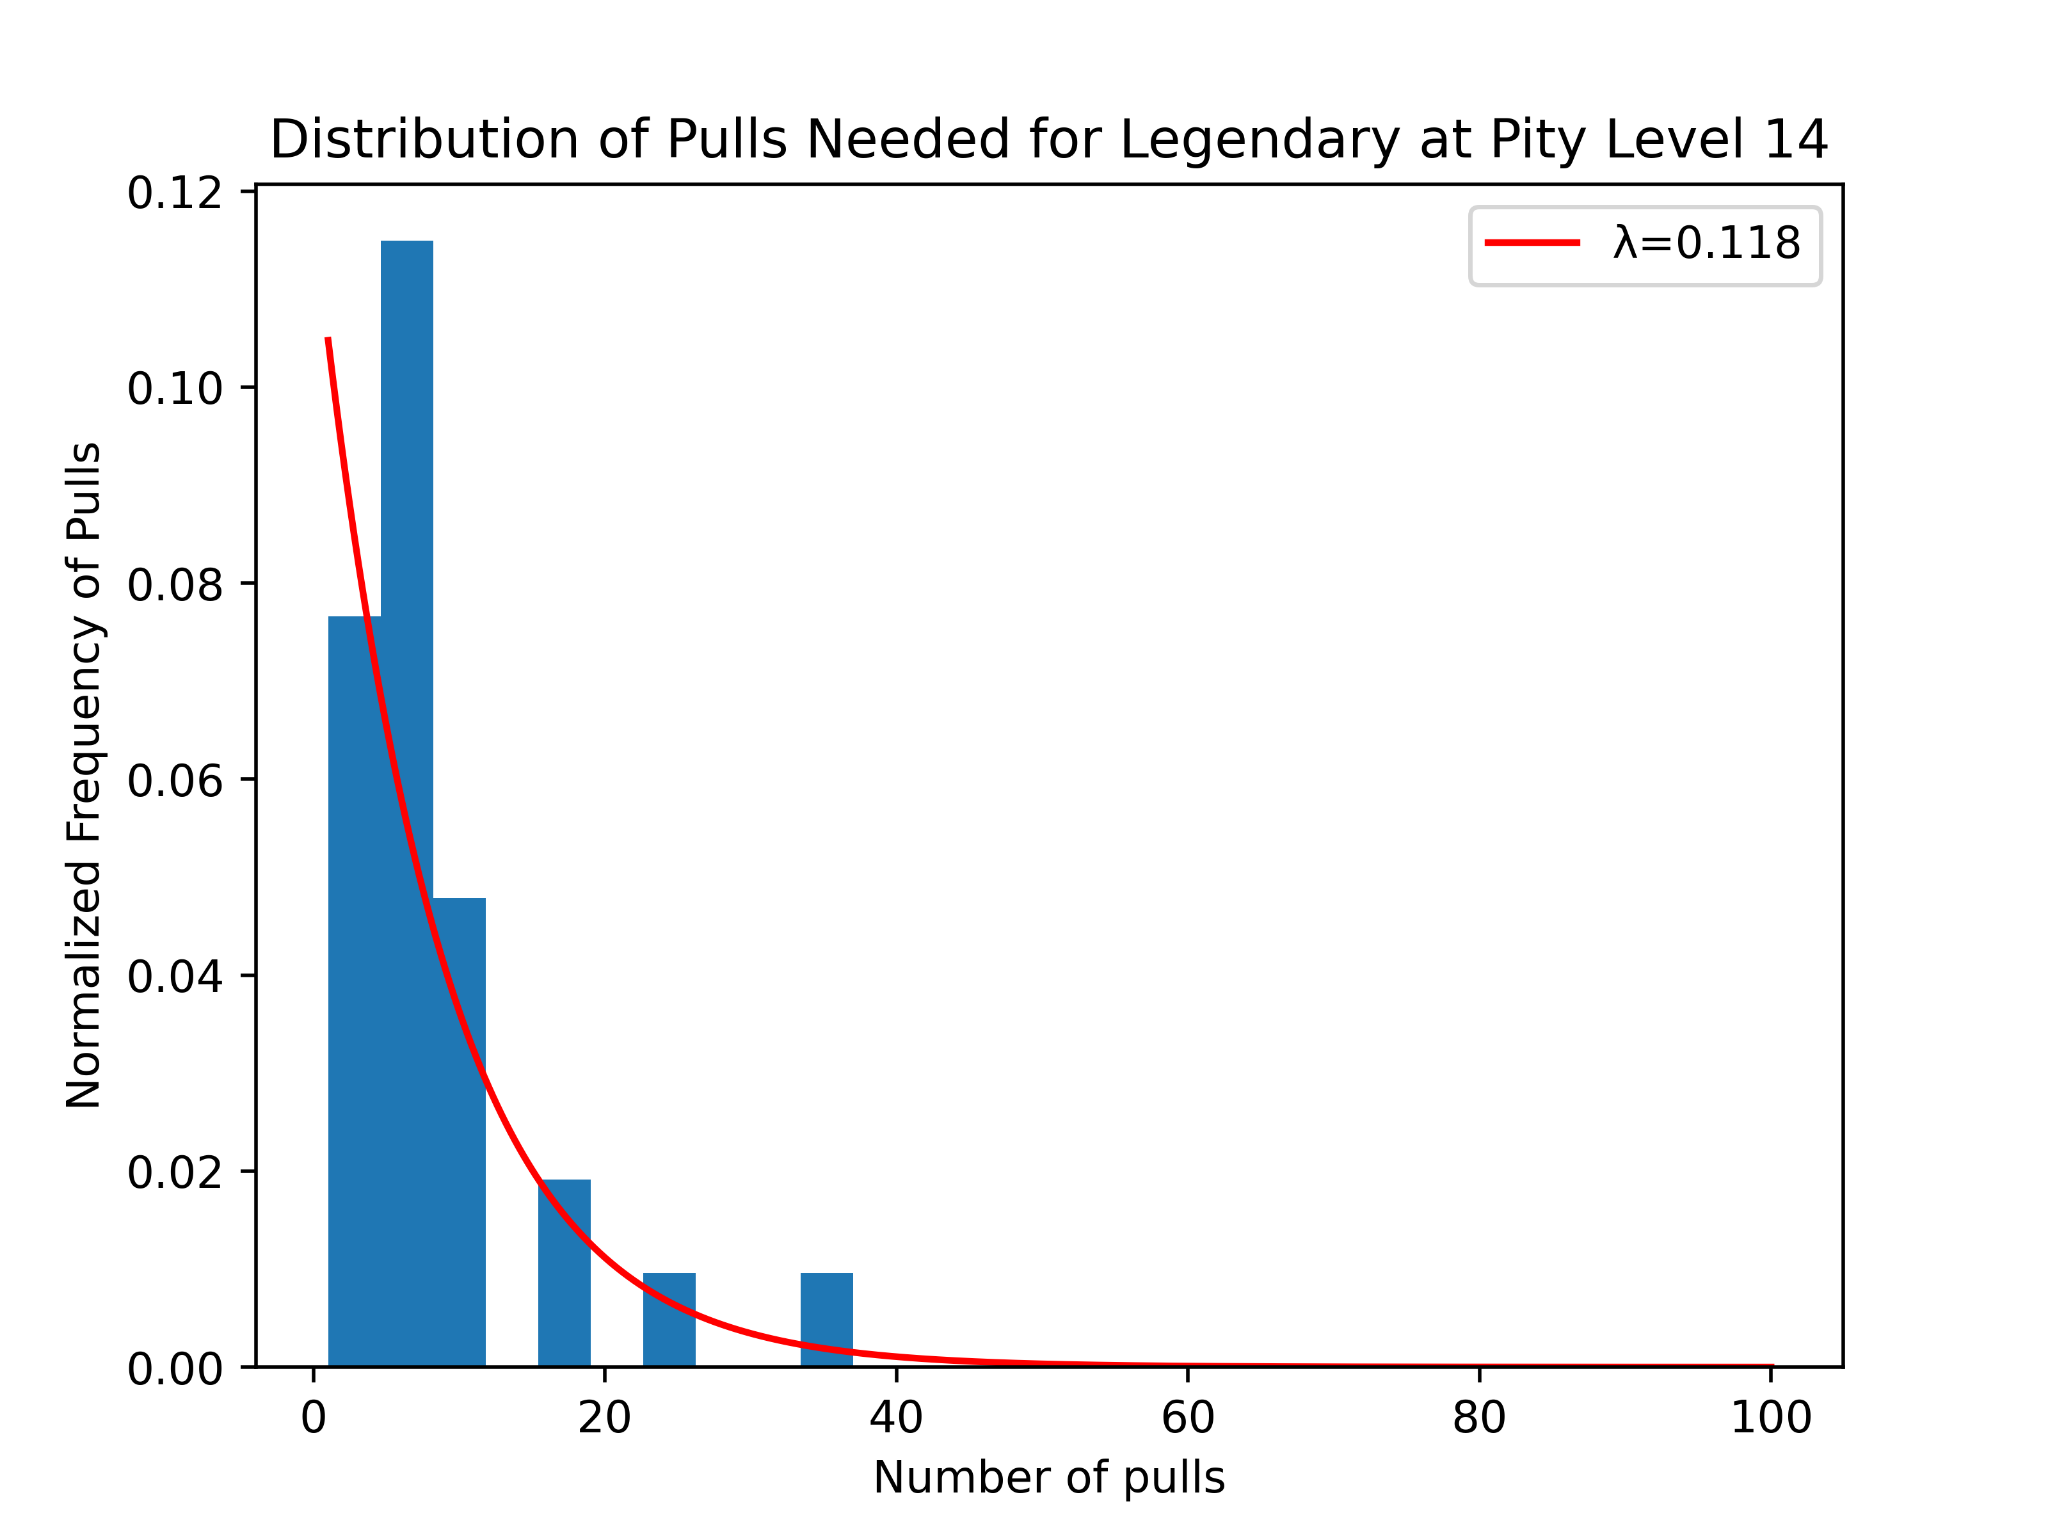 Distribution of Pulls Needed for Legendary at Pity Level 14
λ=0.118
Normalized Frequency of Pulls
0.12
0.10
0.08
0.06
0.04
0.02
0.00
0 20 40 60 80 100
Number of pulls